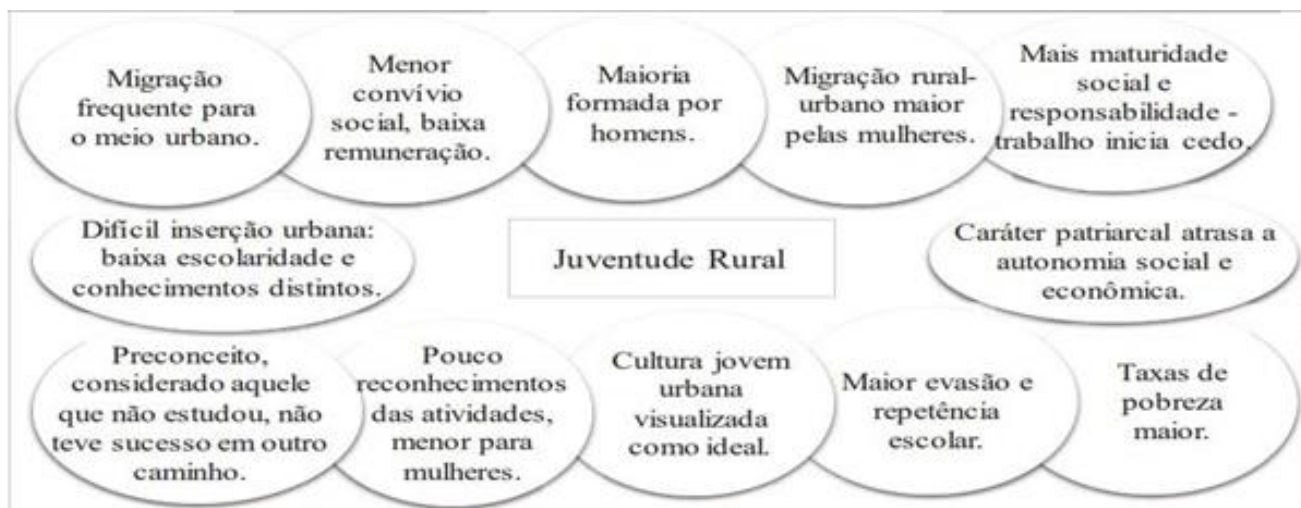 Migração
frequente para
o meio urbano.
Menor
convívio
social, baixa
remuneração.
Maioria
formada por
homens.
Migração rural-
urbano maior
pelas mulheres.
Mais maturidade
social e
responsabilidade -
trabalho inicia cedo.
Difícil inserção urbana:
baixa escolaridade e
conhecimentos distintos.
Juventude Rural
Caráter patriarcal atrasa a
autonomia social e
econômica.
Preconceito,
considerado aquele
que não estudou, não
teve sucesso em outro
caminho.
Pouco
reconhecimentos
das atividades,
menor para
mulheres.
Cultura jovem
urbana
visualizada
como ideal.
Maior evasão e
repetência
escolar.
Taxas de
pobreza
maior.